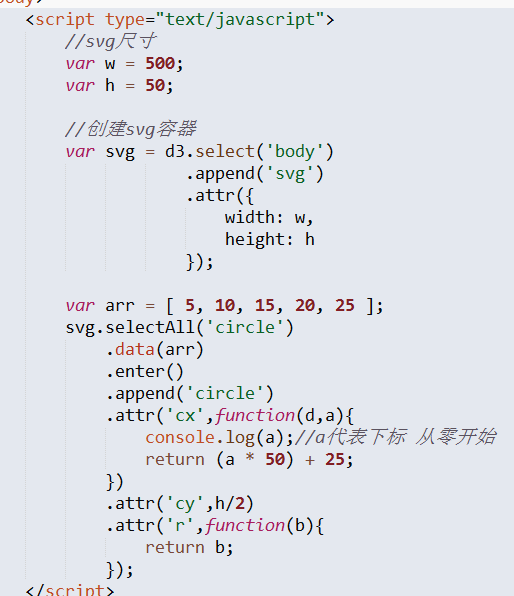 body>
<script type="text/javascript">
//svg尺寸
var w = 500;
var h = 50;
//创建svg容器
var svg = d3.select('body')
.append('svg')
.attr({
width: w,
height: h
});
var arr = [ 5, 10, 15, 20, 25 ];
svg.selectAll('circle')
.data(arr)
.enter()
.append('circle')
.attr('cx',function(d,a){
console.log(a);//a代表下标 从零开始
return (a * 50) + 25;
})
.attr('cy',h/2)
.attr('r',function(b){
return b;
});
</script>